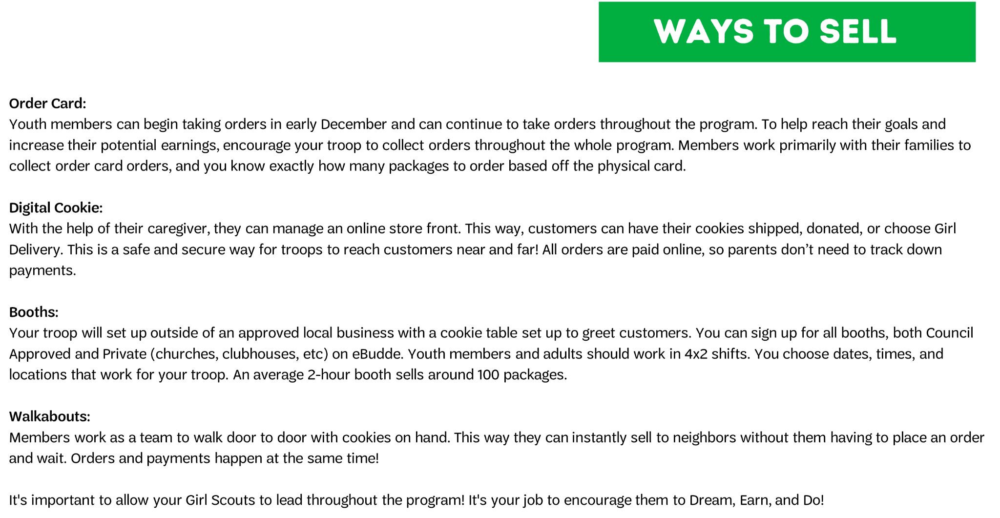 WAYS TO SELL
Order Card:
Youth members can begin taking orders in early December and can continue to take orders throughout the program. To help reach their goals and
increase their potential earnings, encourage your troop to collect orders throughout the whole program. Members work primarily with their families to
collect order card orders, and you know exactly how many packages to order based off the physical card.
Digital Cookie:
With the help of their caregiver, they can manage an online store front. This way, customers can have their cookies shipped, donated, or choose Girl
Delivery. This is a safe and secure way for troops to reach customers near and far! All orders are paid online, so parents don’t need to track down
payments.
Booths:
Your troop will set up outside of an approved local business with a cookie table set up to greet customers. You can sign up for all booths, both Council
Approved and Private (churches, clubhouses, etc) on eBudde. Youth members and adults should work in 4x2 shifts. You choose dates, times, and
locations that work for your troop. An average 2-hour booth sells around 100 packages.
Walkabouts:
Members work as a team to walk door to door with cookies on hand. This way they can instantly sell to neighbors without them having to place an order
and wait. Orders and payments happen at the same time!
It's important to allow your Girl Scouts to lead throughout the program! It's your job to encourage them to Dream, Earn, and Do!